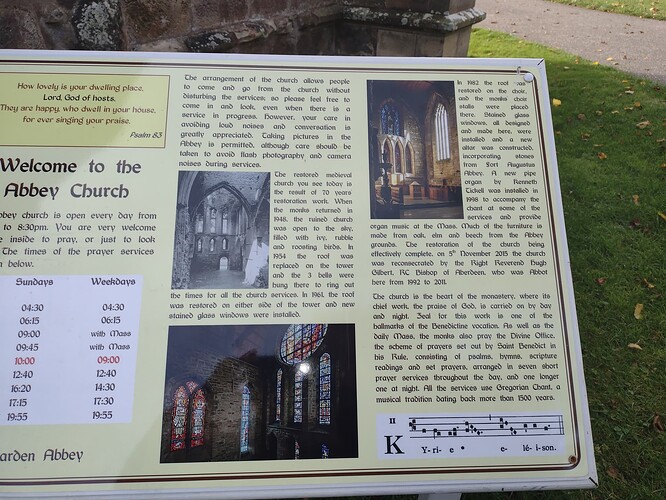 How lovely is your dwelling place,
Lord, God of hosts.
They are happy, who dwell in your house,
for ever singing your praise.
Psalm 83
Welcome to the
Abbey Church
church is open every day from
to 8:30pm. You are very welcome
inside to pray, or just to look
The times of the prayer services
below.
Sundays Weekdays
04:30 04:30
06:15 06:15
09:00 with Mass
09:45 with Mass
10:00 09:00
12:40 12:40
16:20 14:30
17:15 17:30
19:55 19:55
Abbey
The arrangement of the church allows people
to come and go from the church without
disturbing the services; so please feel free to
come in and look, even when there is a
service in progress. However, your care in
avoiding loud noises and conversation is
greatly appreciated. Taking pictures in the
Abbey is permitted, although care should be
taken to avoid flash photography and camera
noises during services.
The restored medieval
church you see today is
the result of 70 years
restoration work. When
the monks returned in
1948, the ruined church
was open to the sky,
filled with ivy, rubble
and roosting birds. In
1954 the roof was
replaced on the tower
and the 3 bells were
hung there to ring out
the times for all the church services. In 1961, the roof
was restored on either side of the tower and new
stained glass windows were installed.
In 1982 the roof was
restored on the choir,
and the monks choir
stalls were placed
there. Stained glass
windows, all designed
and made here, were
installed and a new
altar was constructed,
incorporating stones
from Fort Augustus
Abbey. A new pipe
organ by Kenneth
Tickell was installed in
1998 to accompany the
chant at some of the
services and provide
organ music at the Mass. Much of the furniture is
made from oak, elm and beech from the Abbey
grounds. The restoration of the church being
effectively complete, on 5th November 2015 the church
was reconsecrated by the Right Reverend Hugh
Gilbert, RC Bishop of Aberdeen, who was Abbot
here from 1992 to 2011.
The church is the heart of the monastery, where its
chief work, the praise of God, is carried on by day
and night. Zeal for this work is one of the
hallmarks of the Benedictine vocation. As well as the
daily Mass, the monks also pray the Divine Office,
the scheme of prayers set out by Saint Benedict in
his Rule, consisting of psalms, hymns, scripture
readings and set prayers, arranged in seven short
prayer services throughout the day, and one longer
one at night. All the services use Gregorian Chant, a
musical tradition dating back more than 1500 years.
II
K Y- ri- e * e- lé- i- son.